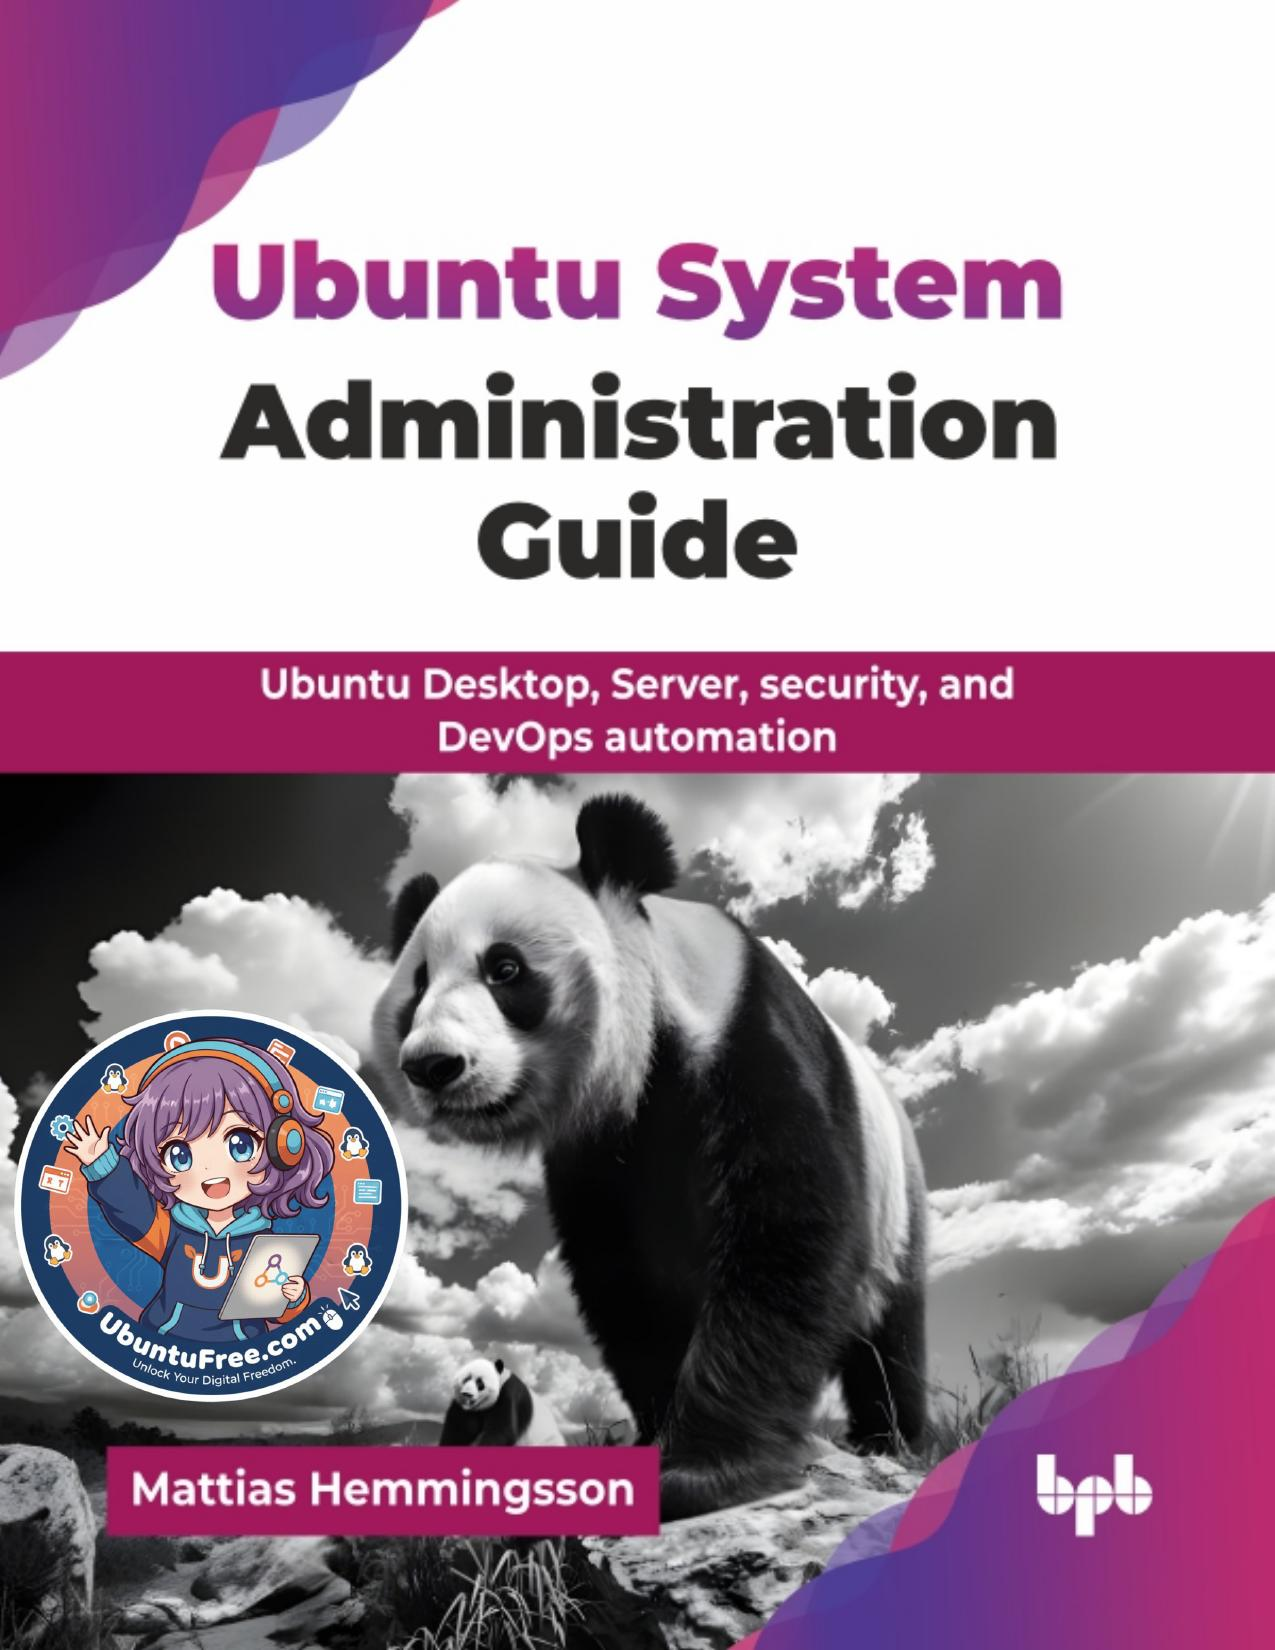 Ubuntu System
Administration
Guide
Ubuntu Desktop, Server, security, and
DevOps automation
U
UbuntuFree.com
Unlock Your Digital Freedom.
Mattias Hemmingsson
bpb